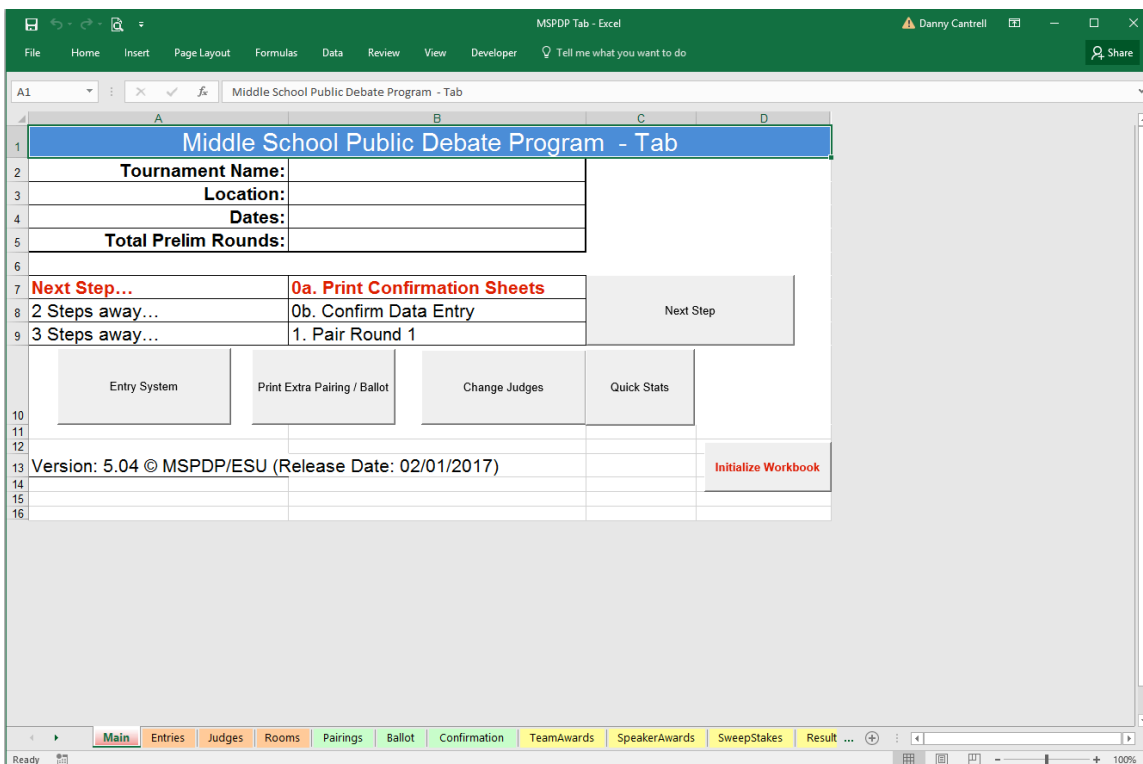 MSPDP Tab - Excel
Danny Cantrell
File Home Insert Page Layout Formulas Data Review View Developer Tell me what you want to do Share
A1 fx Middle School Public Debate Program - Tab
A B C D
1 Middle School Public Debate Program - Tab
2 Tournament Name:
3 Location:
4 Dates:
5 Total Prelim Rounds:
6
7 Next Step... 0a. Print Confirmation Sheets
8 2 Steps away... 0b. Confirm Data Entry
Next Step
9 3 Steps away... 1. Pair Round 1
Entry System Print Extra Pairing / Ballot Change Judges Quick Stats
10
11
12
13 Version: 5.04 © MSPDP/ESU (Release Date: 02/01/2017) Initialize Workbook
14
15
16
Main Entries Judges Rooms Pairings Ballot Confirmation TeamAwards SpeakerAwards SweepStakes Result ...
Ready 100%